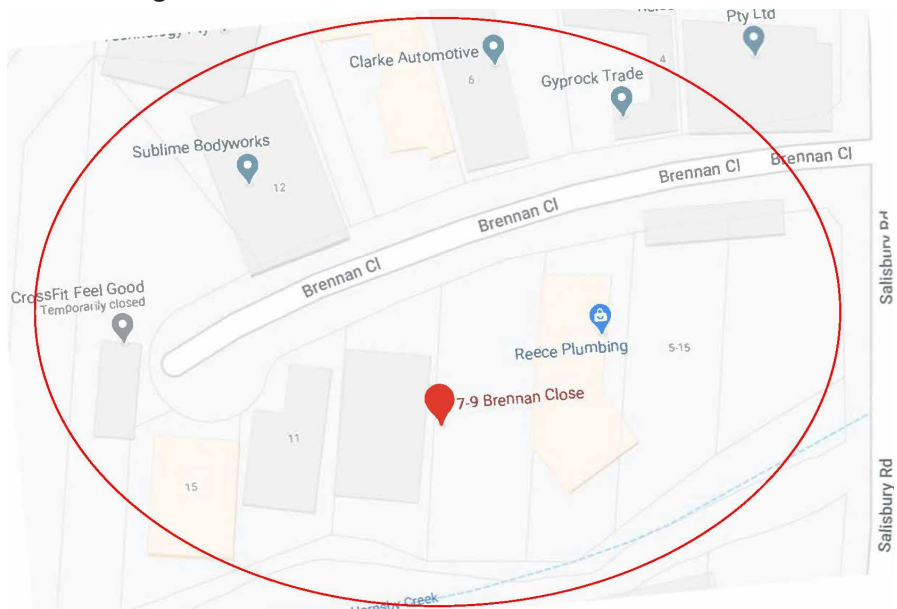 Technology Pty
Pty Ltd
Clarke Automotive
6
4
Gyprock Trade
Sublime Bodyworks
12
Brennan Cl
Brennan Cl
Brennan Cl
Brennan Cl
Salisbury Rd
CrossFit Feel Good
Temporarily closed
Reece Plumbing
5-15
7-9 Brennan Close
11
15
Salisbury Rd
Hornsby Creek